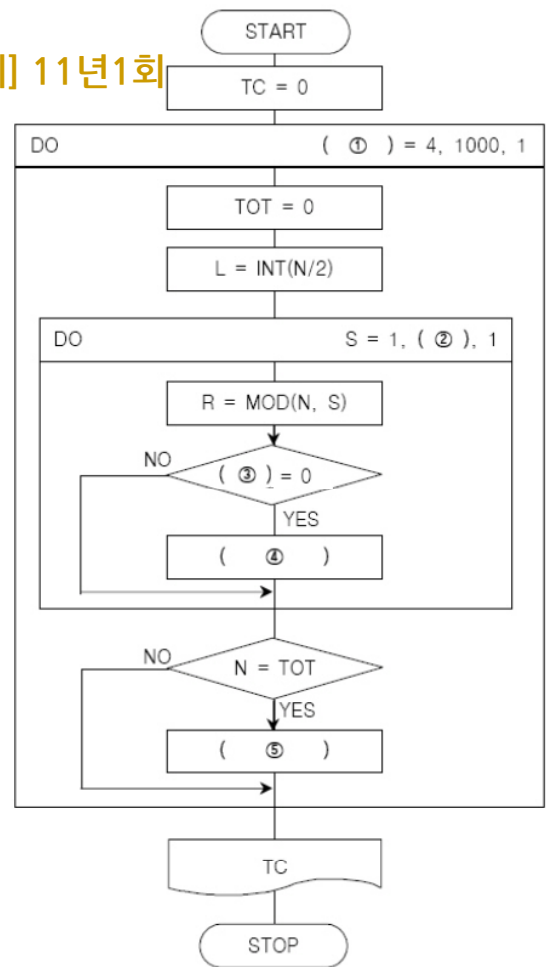 START
] 11년1회
TC = 0
DO ( ① ) = 4, 1000, 1
TOT = 0
L = INT(N/2)
DO S = 1, ( ② ), 1
R = MOD(N, S)
NO
( ③ ) = 0
YES
( ④ )
NO
N = TOT
YES
( ⑤ )
TC
STOP